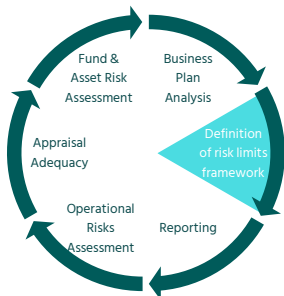 Fund &
Asset Risk
Assessment
Business
Plan
Analysis
Definition
of risk limits
framework
Reporting
Operational
Risks
Assessment
Appraisal
Adequacy